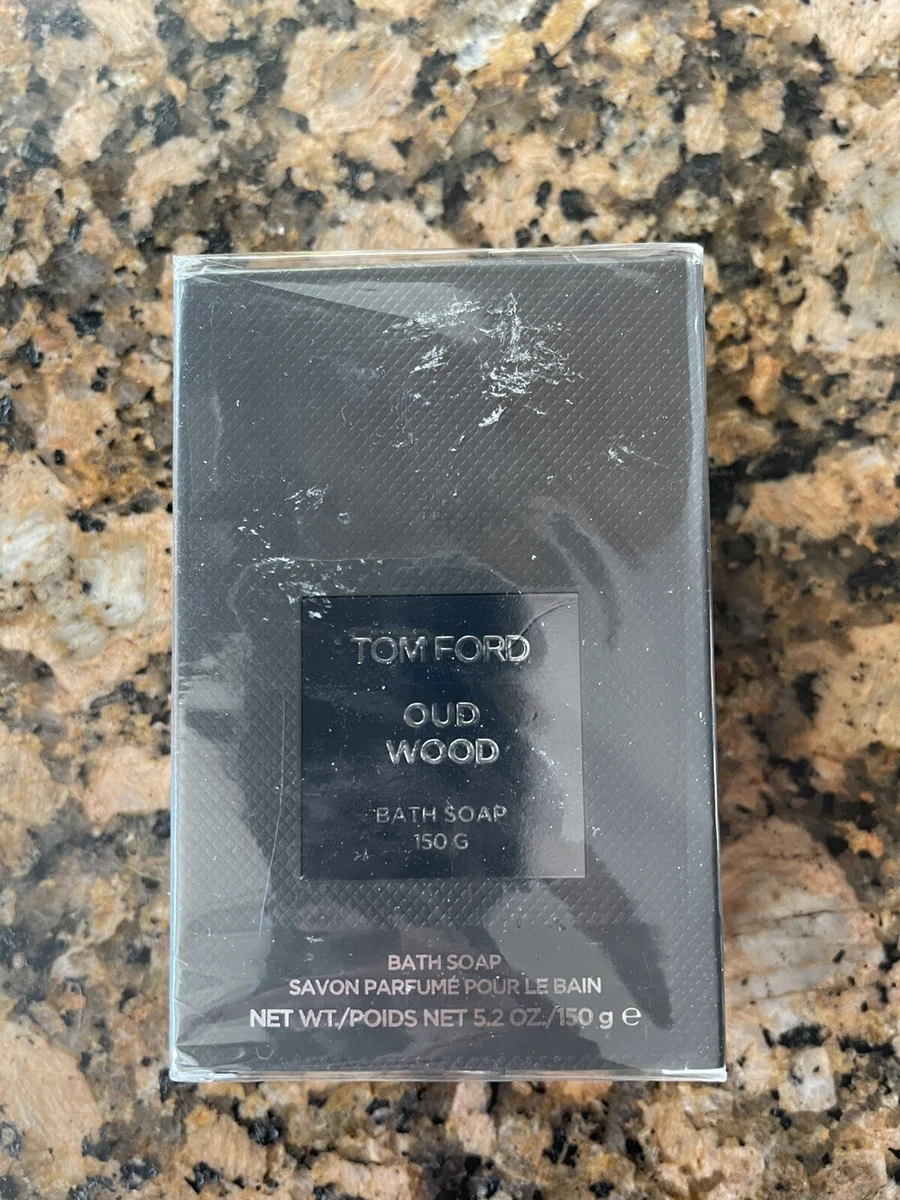 TOM FORD
OUD
WOOD
BATH SOAP
150 G
BATH SOAP
SAVON PARFUMÉ POUR LE BAIN
NET WT./POIDS NET 5.2 OZ./150 g e